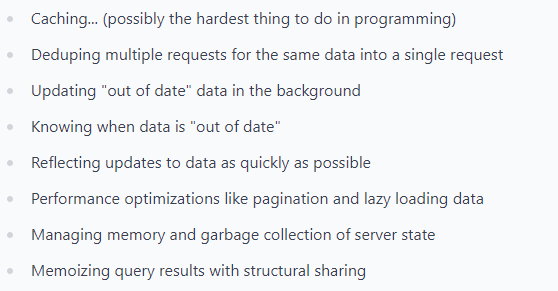 Caching... (possibly the hardest thing to do in programming)
Deduping multiple requests for the same data into a single request
Updating "out of date" data in the background
Knowing when data is "out of date"
Reflecting updates to data as quickly as possible
Performance optimizations like pagination and lazy loading data
Managing memory and garbage collection of server state
Memoizing query results with structural sharing